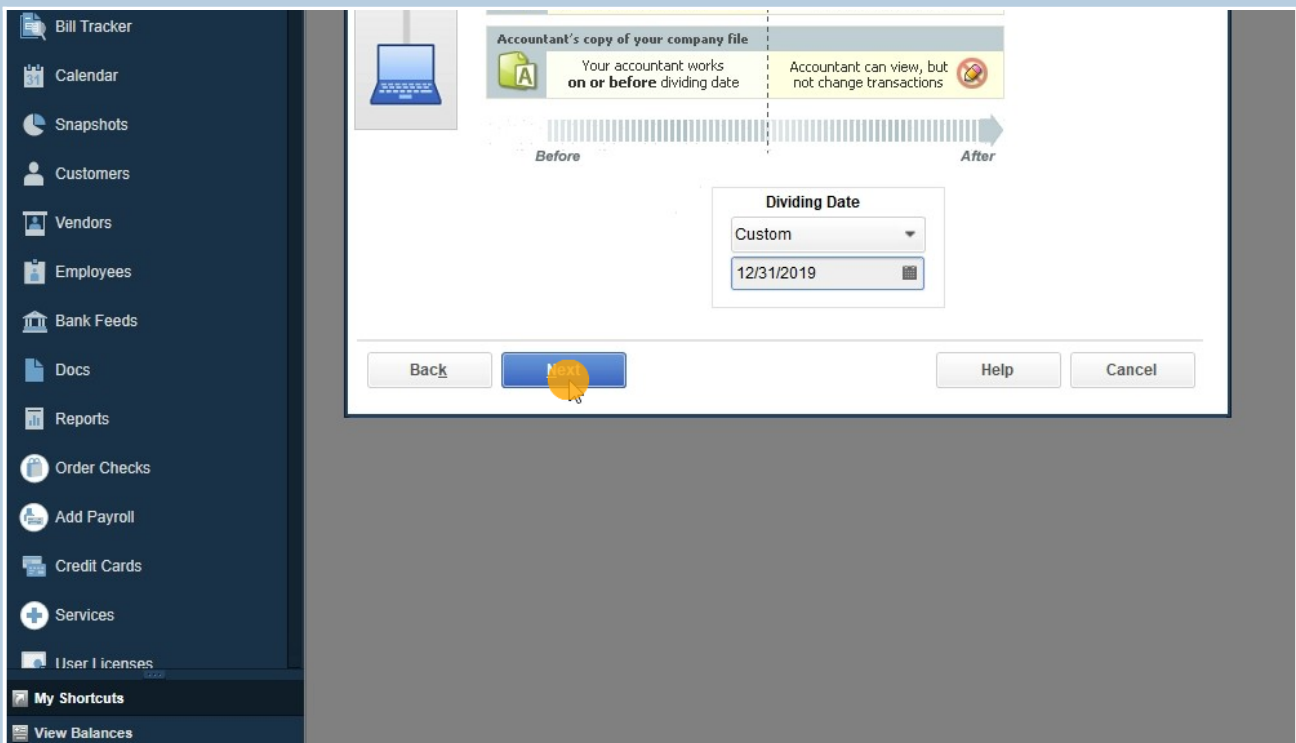 Bill Tracker
31
Calendar
Snapshots
Customers
Vendors
Employees
Bank Feeds
Docs
Reports
Order Checks
Add Payroll
Credit Cards
Services
User Licenses
My Shortcuts
View Balances
Accountant's copy of your company file
A
Your accountant works
on or before dividing date
Accountant can view, but
not change transactions
Before
After
Dividing Date
Custom
12/31/2019
Back
Next
Help
Cancel